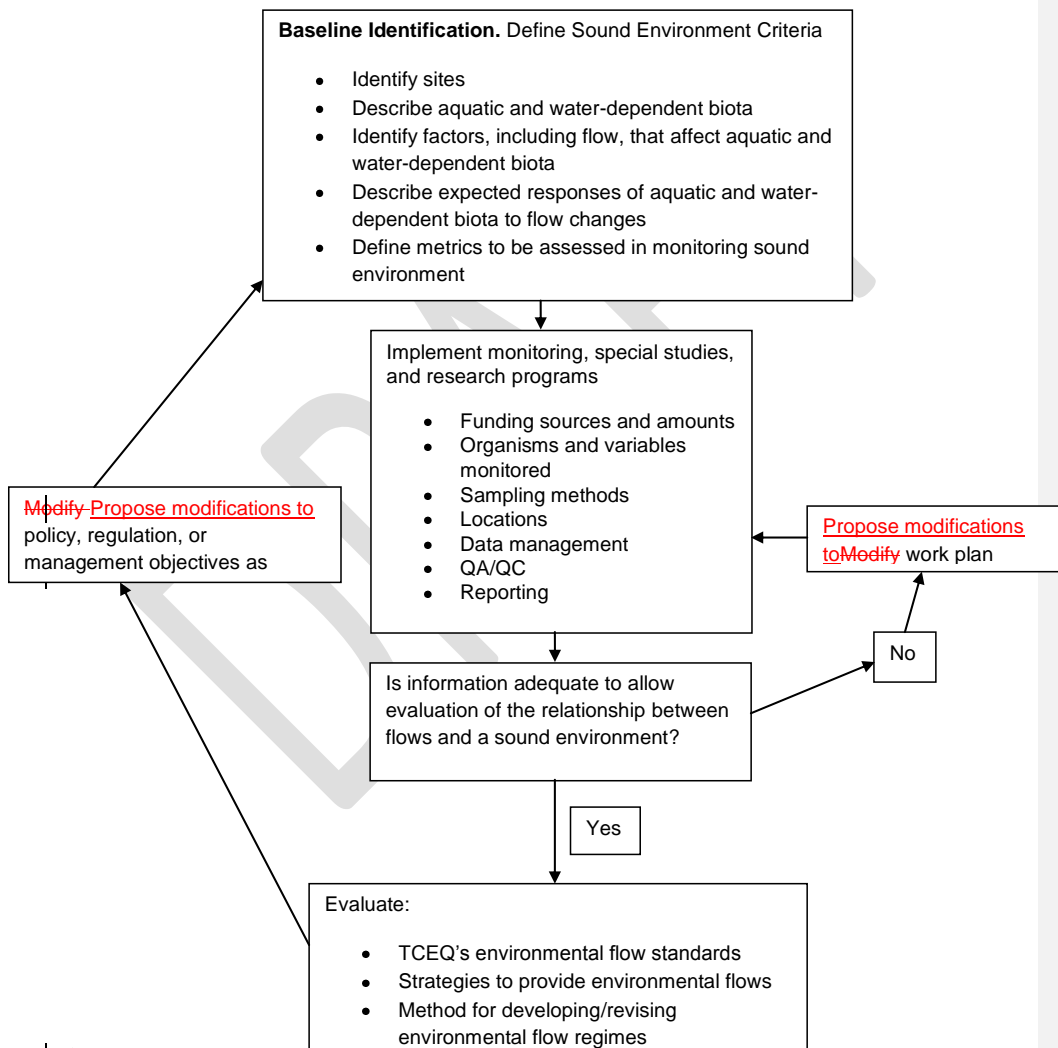 Baseline Identification. Define Sound Environment Criteria
• Identify sites
• Describe aquatic and water-dependent biota
• Identify factors, including flow, that affect aquatic and
water-dependent biota
• Describe expected responses of aquatic and water-
dependent biota to flow changes
• Define metrics to be assessed in monitoring sound
environment
Implement monitoring, special studies,
and research programs
• Funding sources and amounts
• Organisms and variables
monitored
• Sampling methods
• Locations
• Data management
• QA/QC
• Reporting
Modify Propose modifications to
policy, regulation, or
management objectives as
Propose modifications
toModify work plan
No
Is information adequate to allow
evaluation of the relationship between
flows and a sound environment?
Yes
Evaluate:
• TCEQ's environmental flow standards
• Strategies to provide environmental flows
• Method for developing/revising
environmental flow regimes
DRAFT